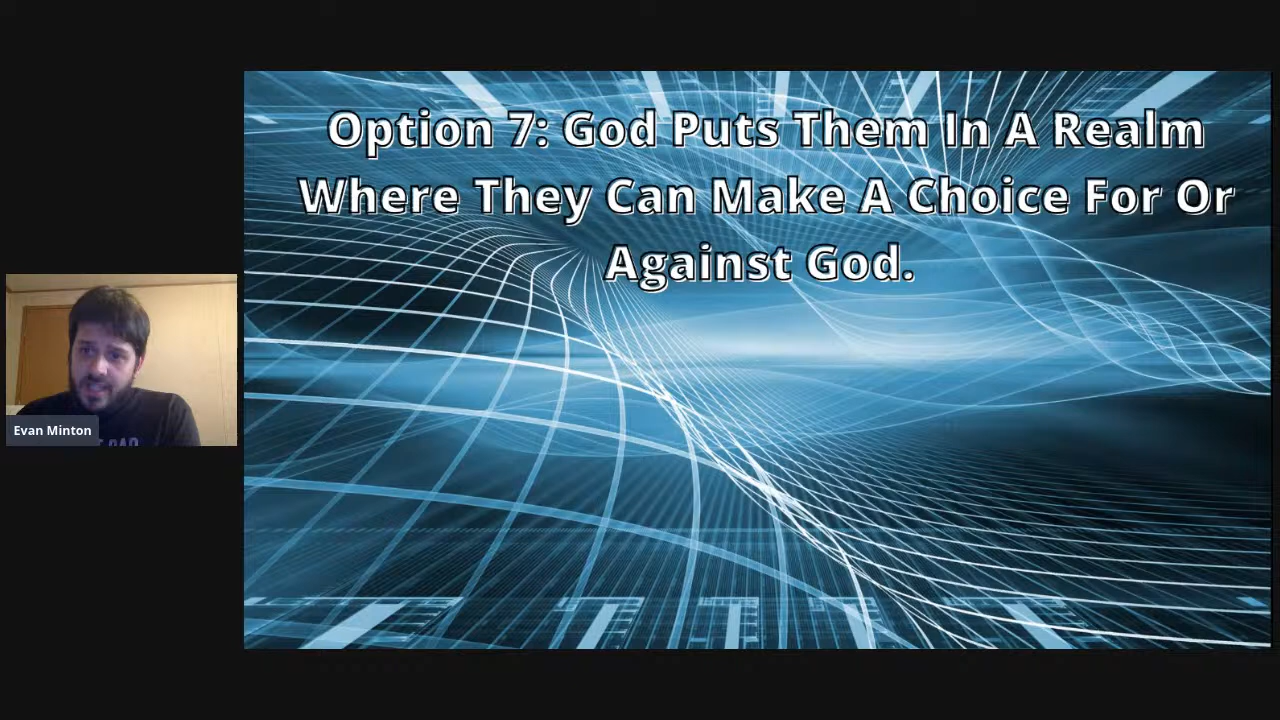 Option 7: God Puts Them In A Realm
Where They Can Make A Choice For Or
Against God.
Evan Minton